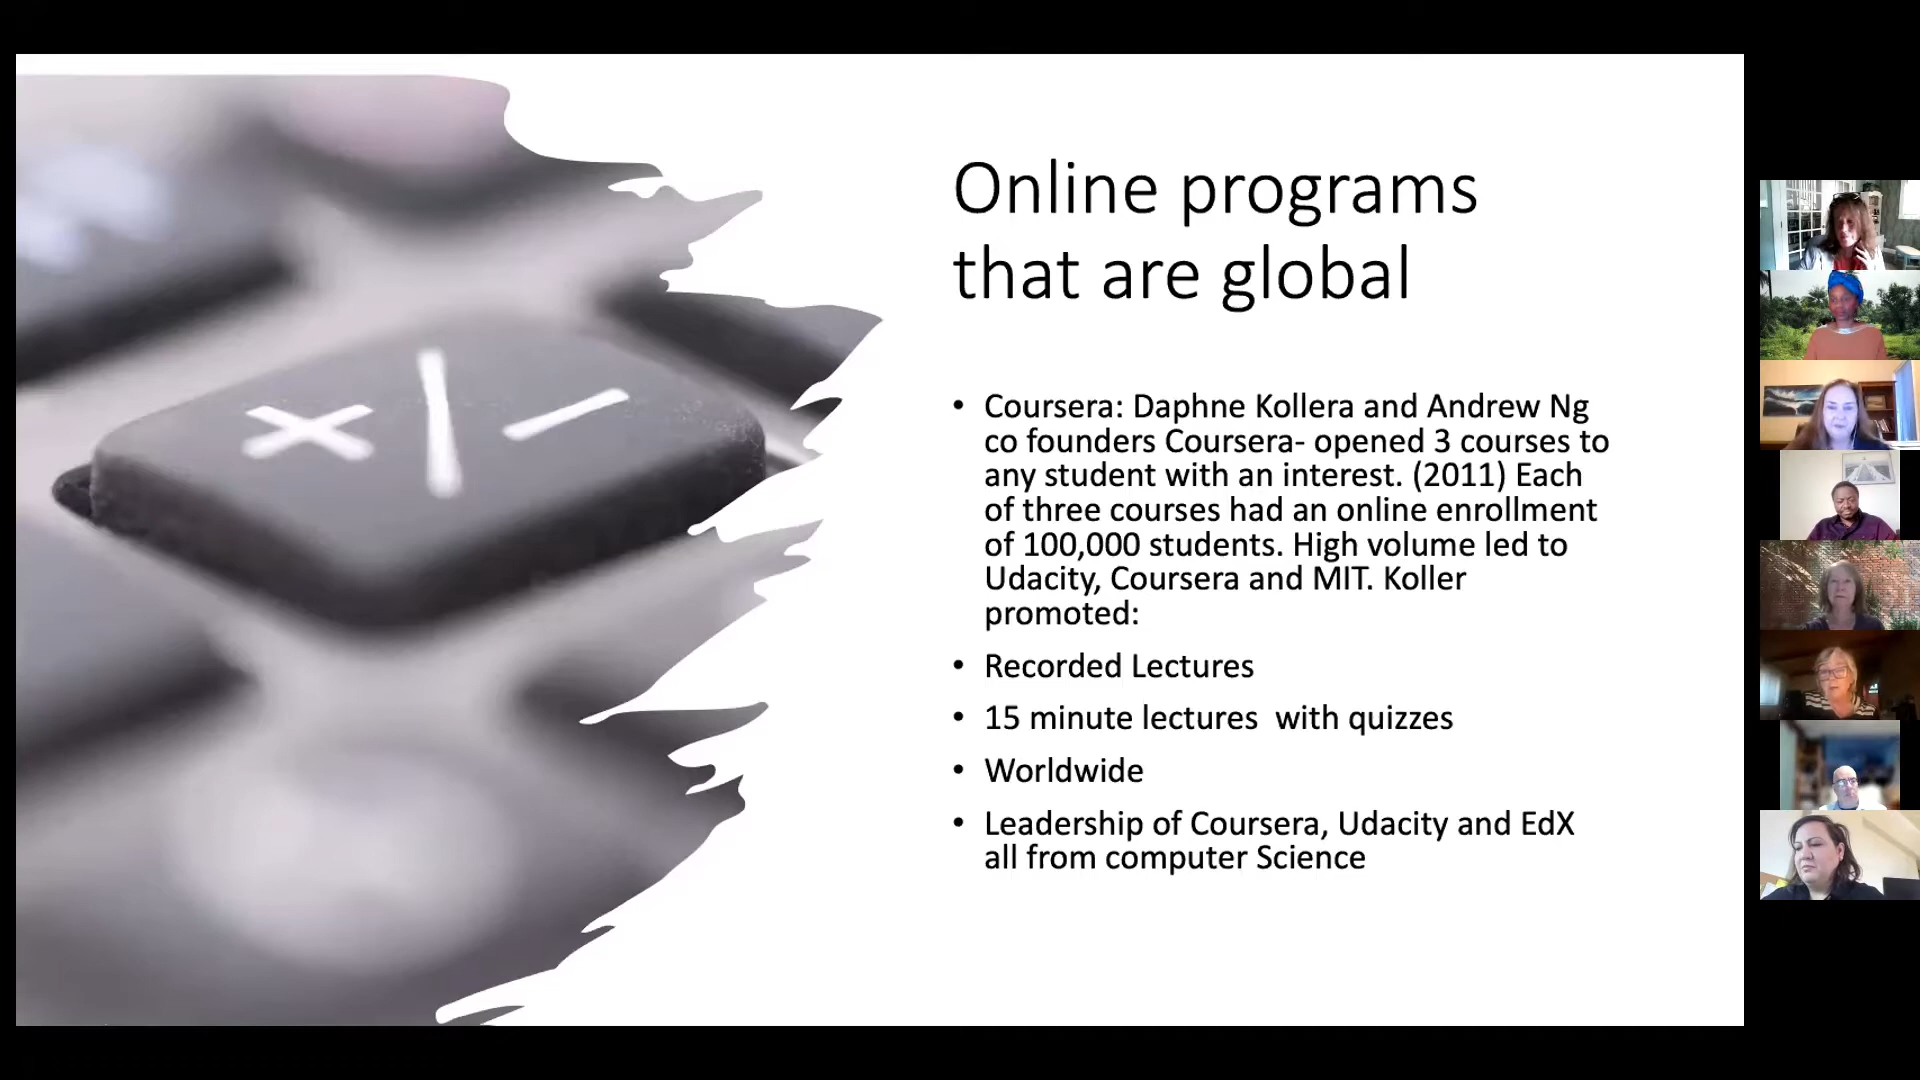 Online programs
that are global
• Coursera: Daphne Kollera and Andrew Ng
co founders Coursera- opened 3 courses to
any student with an interest. (2011) Each
of three courses had an online enrollment
of 100,000 students. High volume led to
Udacity, Coursera and MIT. Koller
promoted:
• Recorded Lectures
• 15 minute lectures  with quizzes
• Worldwide
• Leadership of Coursera, Udacity and EdX
all from computer Science